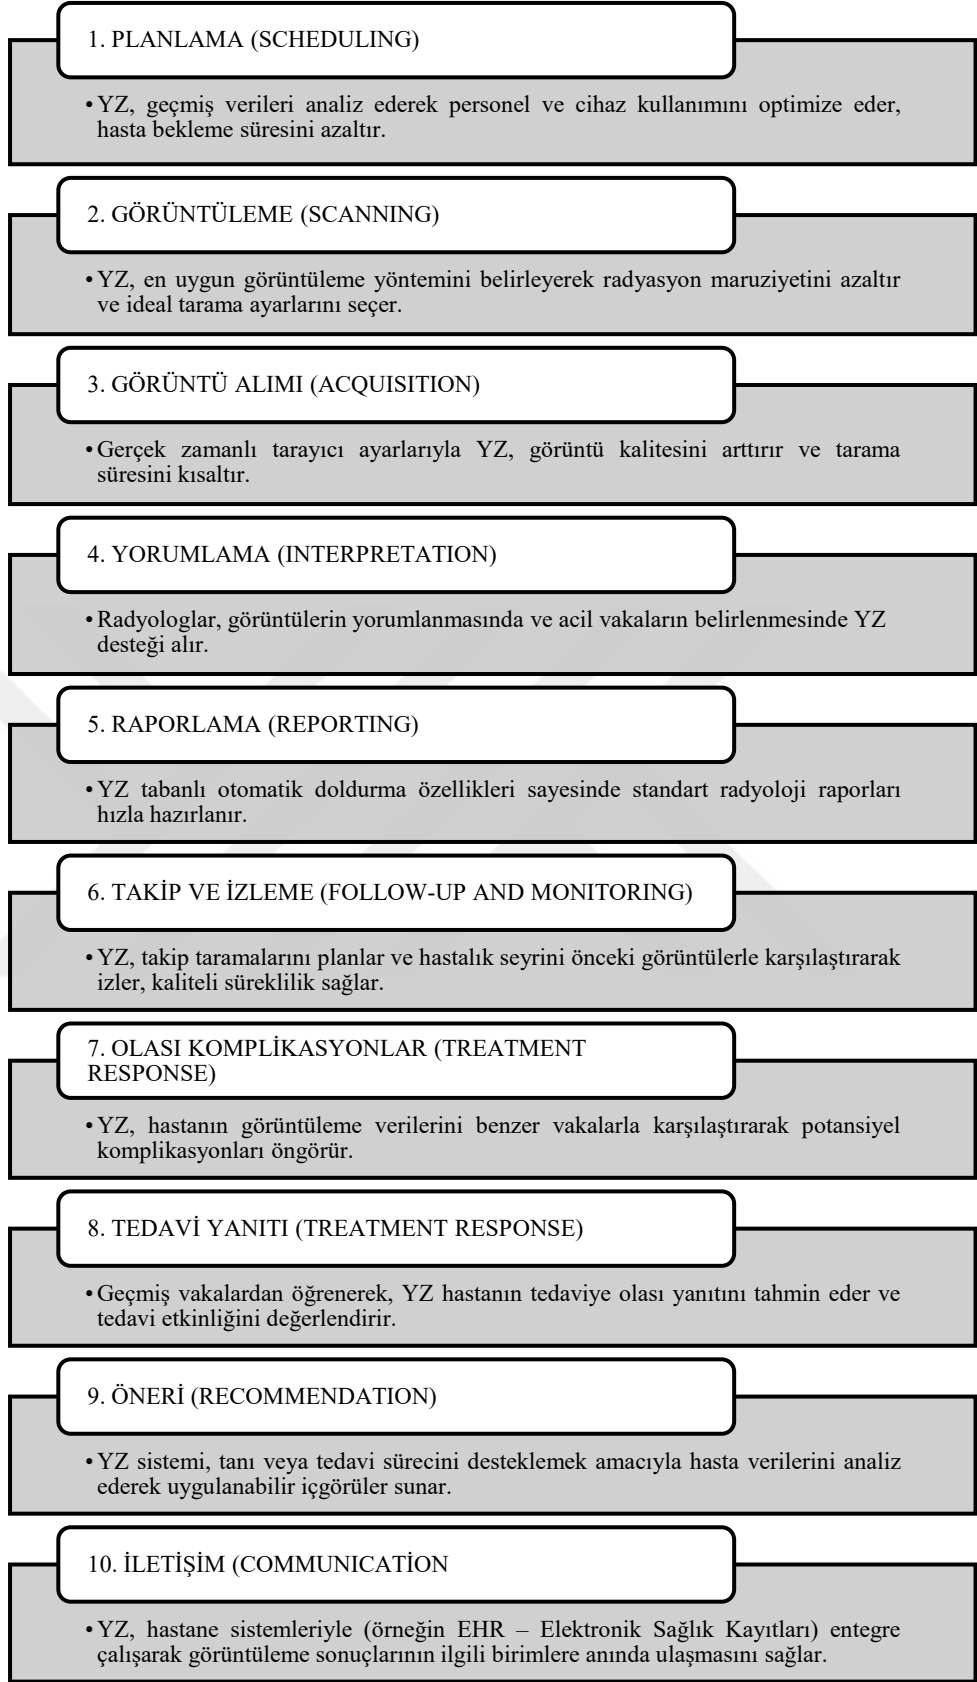 1. PLANLAMA (SCHEDULING)
•YZ, geçmiş verileri analiz ederek personel ve cihaz kullanımını optimize eder,
hasta bekleme süresini azaltır.
2. GÖRÜNTÜLEME (SCANNING)
•YZ, en uygun görüntüleme yöntemini belirleyerek radyasyon maruziyetini azaltır
ve ideal tarama ayarlarını seçer.
3. GÖRÜNTÜ ALIMI (ACQUISITION)
•Gerçek zamanlı tarayıcı ayarlarıyla YZ, görüntü kalitesini arttırır ve tarama
süresini kısaltır.
4. YORUMLAMA (INTERPRETATION)
•Radyologlar, görüntülerin yorumlanmasında ve acil vakaların belirlenmesinde YZ
desteği alır.
5. RAPORLAMA (REPORTING)
•YZ tabanlı otomatik doldurma özellikleri sayesinde standart radyoloji raporları
hızla hazırlanır.
6. TAKİP VE İZLEME (FOLLOW-UP AND MONITORING)
•YZ, takip taramalarını planlar ve hastalık seyrini önceki görüntülerle karşılaştırarak
izler, kaliteli süreklilik sağlar.
7. OLASI KOMPLİKASYONLAR (TREATMENT
RESPONSE)
•YZ, hastanın görüntüleme verilerini benzer vakalarla karşılaştırarak potansiyel
komplikasyonları öngörür.
8. TEDAVİ YANITI (TREATMENT RESPONSE)
•Geçmiş vakalardan öğrenerek, YZ hastanın tedaviye olası yanıtını tahmin eder ve
tedavi etkinliğini değerlendirir.
9. ÖNERİ (RECOMMENDATION)
•YZ sistemi, tanı veya tedavi sürecini desteklemek amacıyla hasta verilerini analiz
ederek uygulanabilir içgörüler sunar.
10. İLETİŞİM (COMMUNICATİON
•YZ, hastane sistemleriyle (örneğin EHR – Elektronik Sağlık Kayıtları) entegre
çalışarak görüntüleme sonuçlarının ilgili birimlere anında ulaşmasını sağlar.